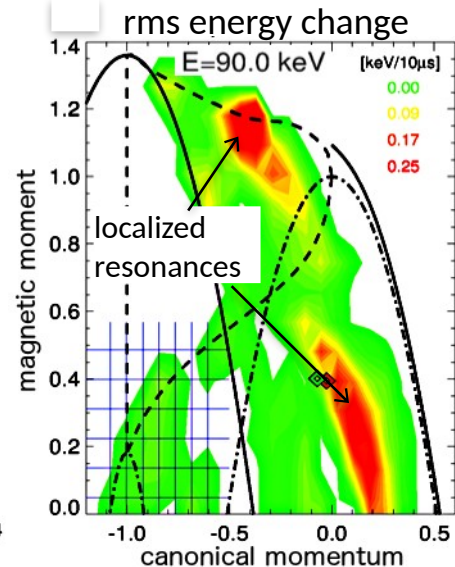 rms energy change
E=90.0 keV
[keV/10μs]
0.00
0.09
0.17
0.25
localized
resonances
magnetic moment
1.4
1.2
1.0
0.8
0.6
0.4
0.2
0.0
-1.0 -0.5 0.0 0.5
canonical momentum